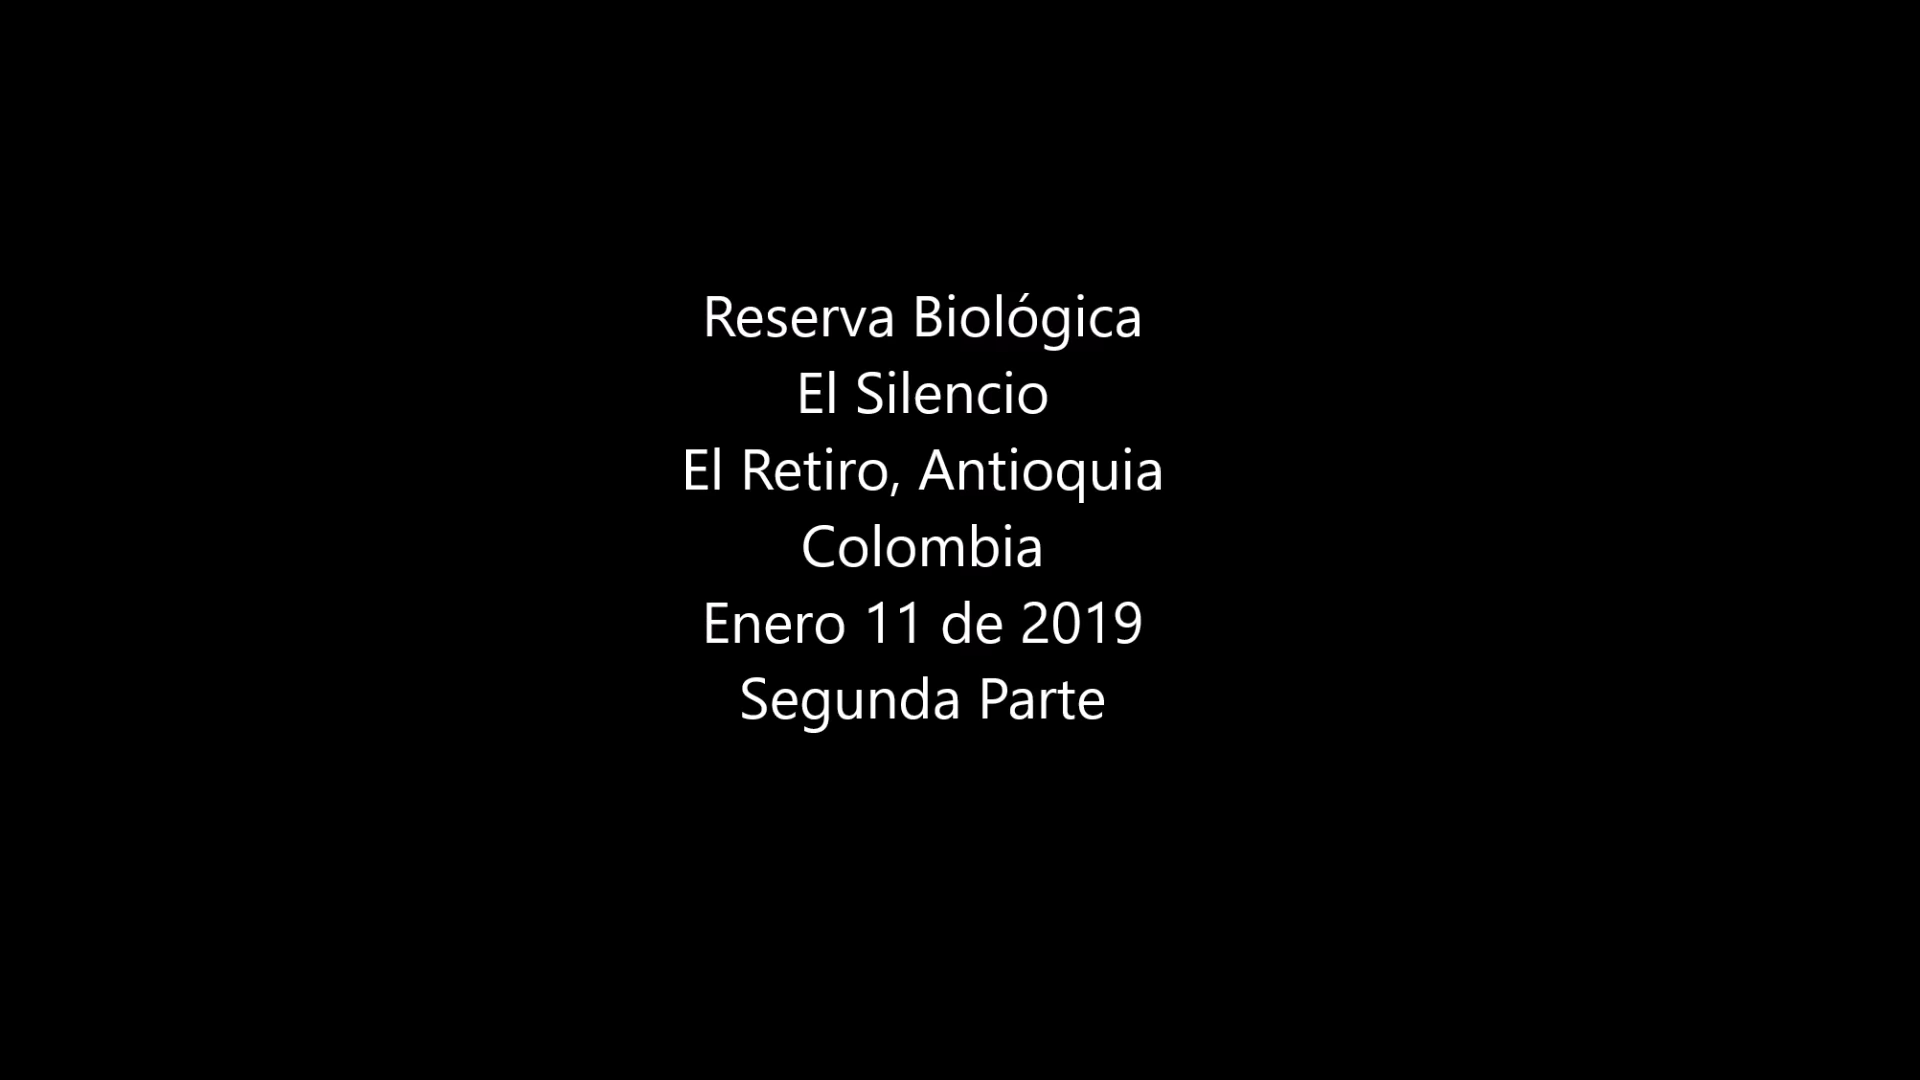 Reserva Biológica
El Silencio
El Retiro, Antioquia
Colombia
Enero 11 de 2019
Segunda Parte